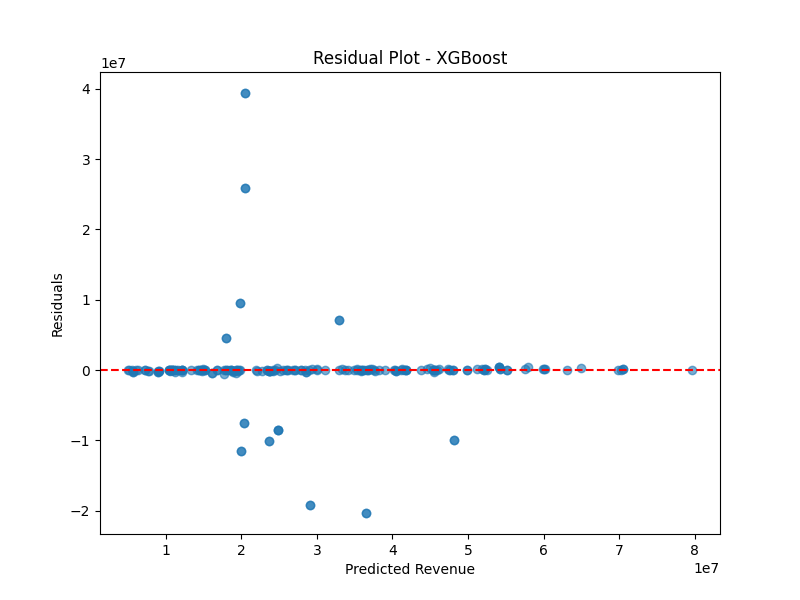 Residual Plot - XGBoost
1e7
4
3
2
1
0
−1
−2
Residuals
1 2 3 4 5 6 7 8
1e7
Predicted Revenue